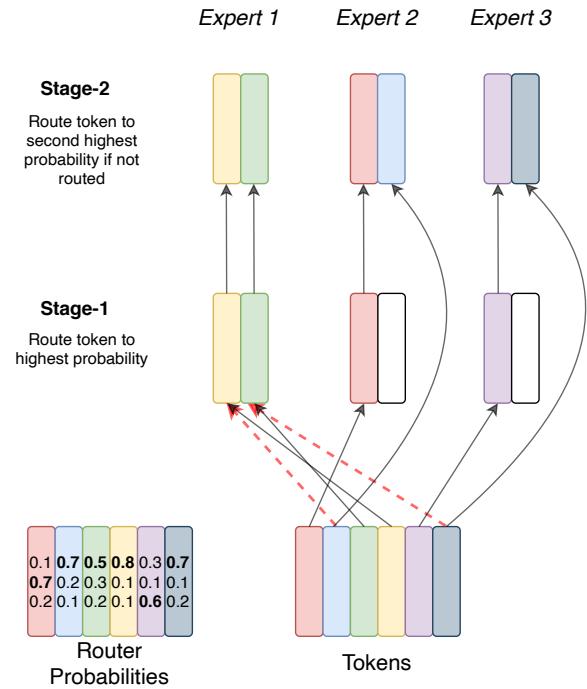 Expert 1 Expert 2 Expert 3
Stage-2
Route token to
second highest
probability if not
routed
Stage-1
Route token to
highest probability
0.1 0.7 0.5 0.8 0.3 0.7
0.7 0.2 0.3 0.1 0.1 0.1
0.2 0.1 0.2 0.1 0.6 0.2
Router
Probabilities
Tokens